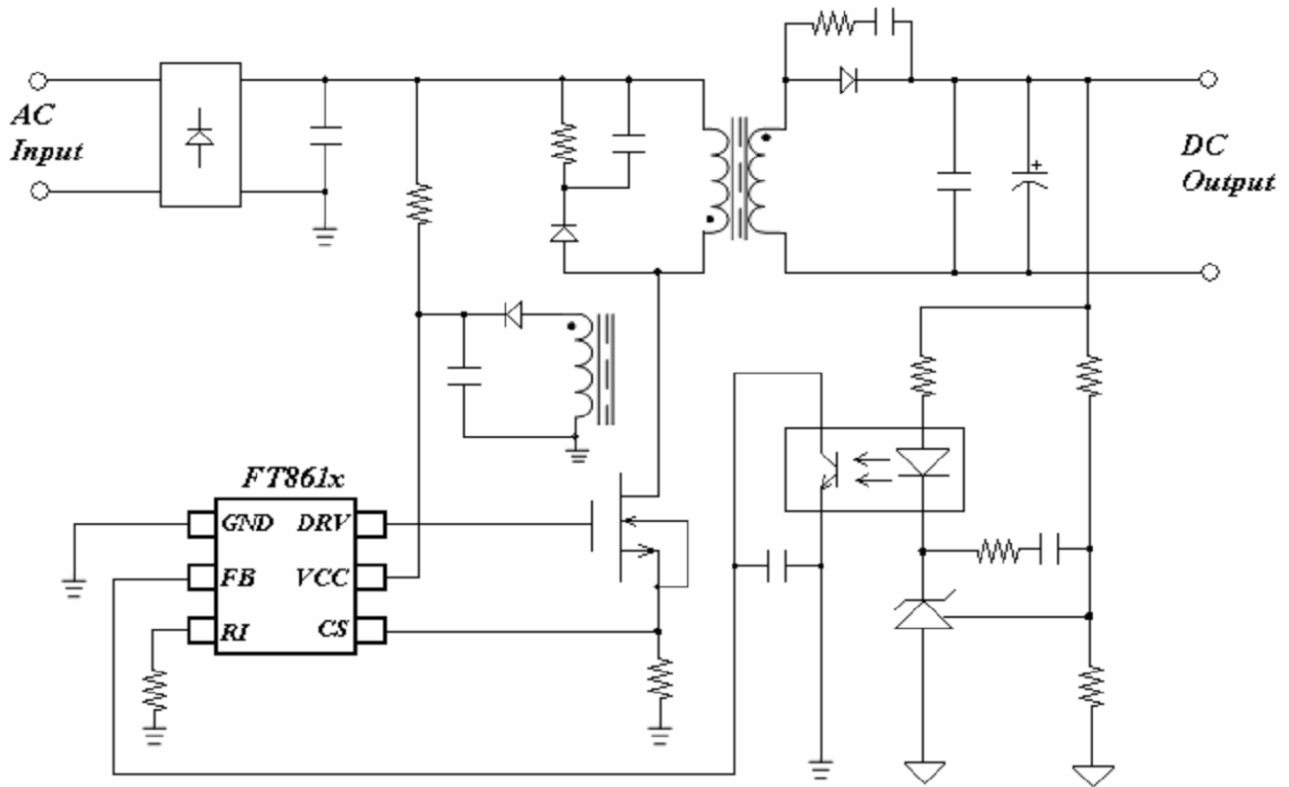 AC
Input
DC
Output
FT861x
GND DRV
FB VCC
RI CS
+